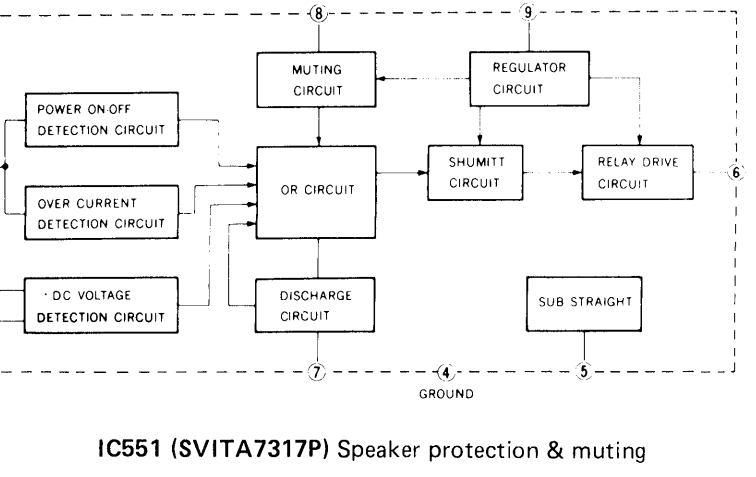 8
9
MUTING
CIRCUIT
REGULATOR
CIRCUIT
POWER ON-OFF
DETECTION CIRCUIT
OR CIRCUIT
SHUMITT
CIRCUIT
RELAY DRIVE
CIRCUIT
6
OVER CURRENT
DETECTION CIRCUIT
DC VOLTAGE
DETECTION CIRCUIT
DISCHARGE
CIRCUIT
SUB STRAIGHT
7
4
5
GROUND
IC551 (SVITA7317P) Speaker protection & muting